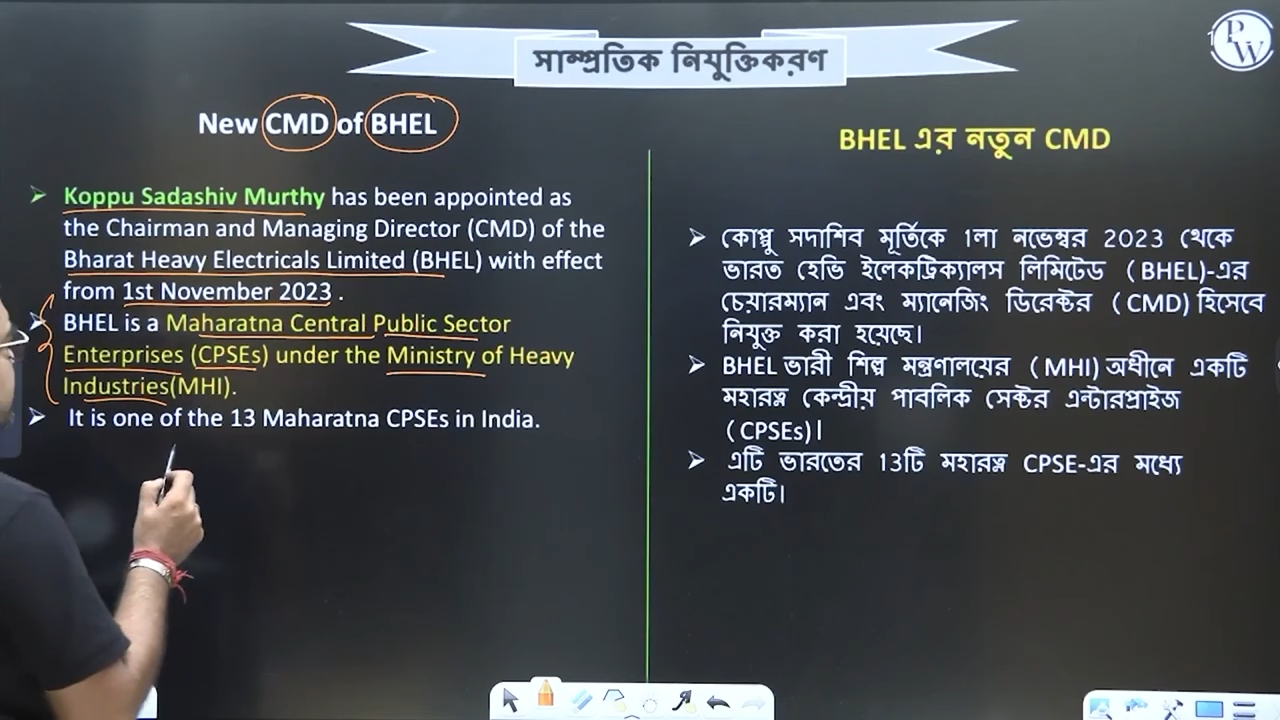 সাম্প্রতিক নিযুক্তিকরণ
PW
New CMD of BHEL
➢ Koppu Sadashiv Murthy has been appointed as
the Chairman and Managing Director (CMD) of the
Bharat Heavy Electricals Limited (BHEL) with effect
from 1st November 2023 .
➢ BHEL is a Maharatna Central Public Sector
Enterprises (CPSEs) under the Ministry of Heavy
Industries(MHI).
➢ It is one of the 13 Maharatna CPSEs in India.
BHEL এর নতুন CMD
➢ কোপ্পু সদাশিব মূর্তিকে 1লা নভেম্বর 2023 থেকে
ভারত হেভি ইলেকট্রিক্যালস লিমিটেড (BHEL)-এর
চেয়ারম্যান এবং ম্যানেজিং ডিরেক্টর (CMD) হিসেবে
নিযুক্ত করা হয়েছে।
➢ BHEL ভারী শিল্প মন্ত্রণালয়ের (MHI) অধীনে একটি
মহারত্ন কেন্দ্রীয় পাবলিক সেক্টর এন্টারপ্রাইজ
(CPSEs)।
➢ এটি ভারতের 13টি মহারত্ন CPSE-এর মধ্যে
একটি।